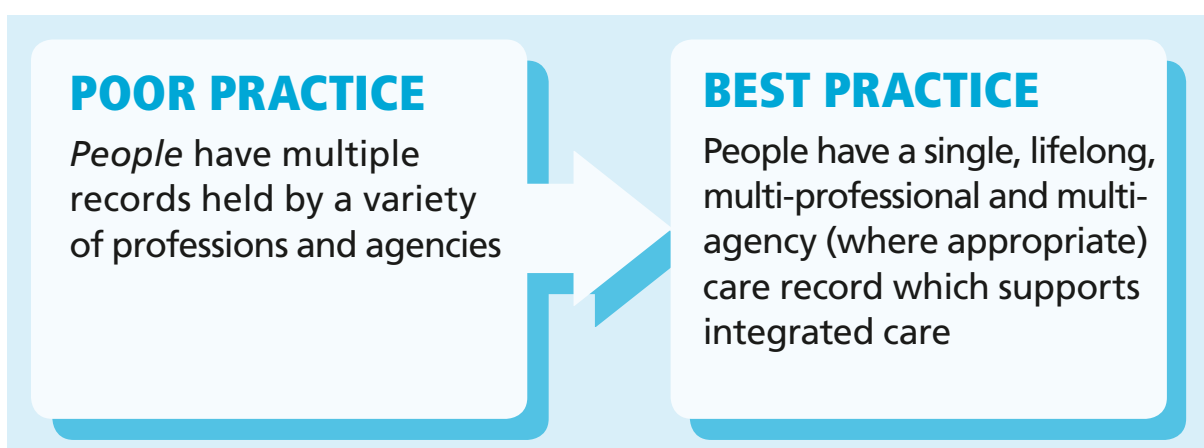 POOR PRACTICE
People have multiple
records held by a variety
of professions and agencies
BEST PRACTICE
People have a single, lifelong,
multi-professional and multi-
agency (where appropriate)
care record which supports
integrated care